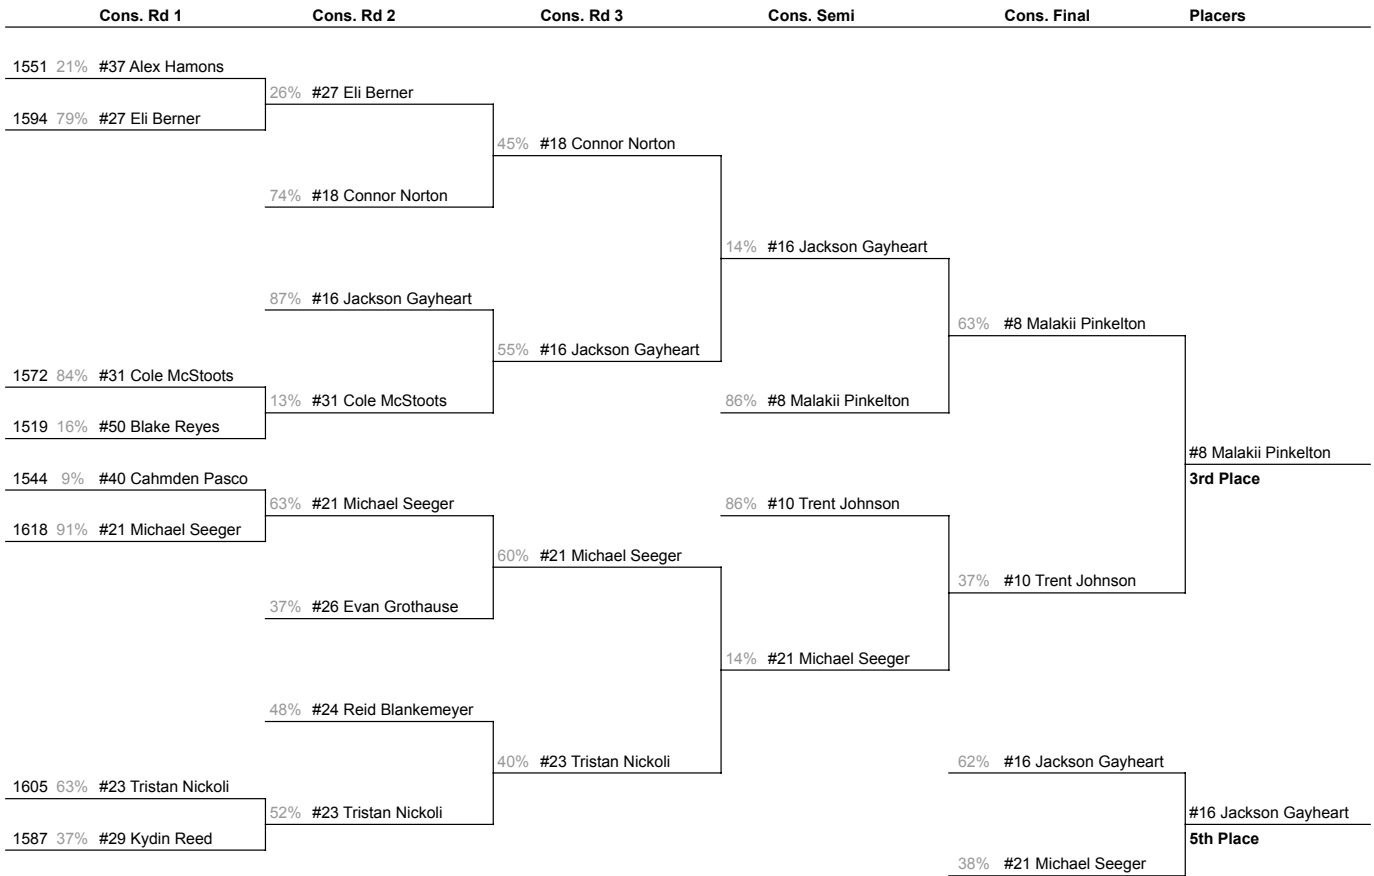 Cons. Rd 1 Cons. Rd 2 Cons. Rd 3 Cons. Semi Cons. Final Placers
1551 21% #37 Alex Hamons
26% #27 Eli Berner
1594 79% #27 Eli Berner
45% #18 Connor Norton
74% #18 Connor Norton
14% #16 Jackson Gayheart
87% #16 Jackson Gayheart
63% #8 Malakii Pinkelton
55% #16 Jackson Gayheart
1572 84% #31 Cole McStoots
13% #31 Cole McStoots
86% #8 Malakii Pinkelton
1519 16% #50 Blake Reyes
#8 Malakii Pinkelton
1544 9% #40 Cahmden Pasco
3rd Place
63% #21 Michael Seeger
86% #10 Trent Johnson
1618 91% #21 Michael Seeger
60% #21 Michael Seeger
37% #10 Trent Johnson
37% #26 Evan Grothause
14% #21 Michael Seeger
48% #24 Reid Blankemeyer
40% #23 Tristan Nickoli
62% #16 Jackson Gayheart
1605 63% #23 Tristan Nickoli
52% #23 Tristan Nickoli
#16 Jackson Gayheart
1587 37% #29 Kydin Reed
5th Place
38% #21 Michael Seeger